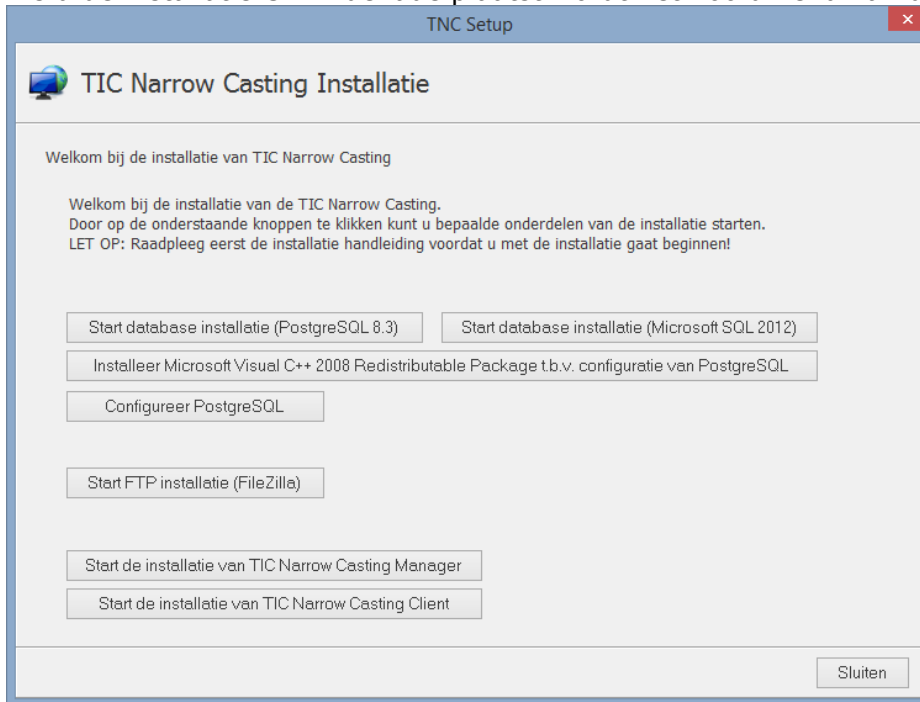 TNC Setup
TIC Narrow Casting Installatie
Welkom bij de installatie van TIC Narrow Casting
Welkom bij de installatie van de TIC Narrow Casting.
Door op de onderstaande knoppen te klikken kunt u bepaalde onderdelen van de installatie starten.
LET OP: Raadpleeg eerst de installatie handleiding voordat u met de installatie gaat beginnen!
Start database installatie (PostgreSQL 8.3)
Start database installatie (Microsoft SQL 2012)
Installeer Microsoft Visual C++ 2008 Redistributable Package t.b.v. configuratie van PostgreSQL
Configureer PostgreSQL
Start FTP installatie (FileZilla)
Start de installatie van TIC Narrow Casting Manager
Start de installatie van TIC Narrow Casting Client
Sluiten